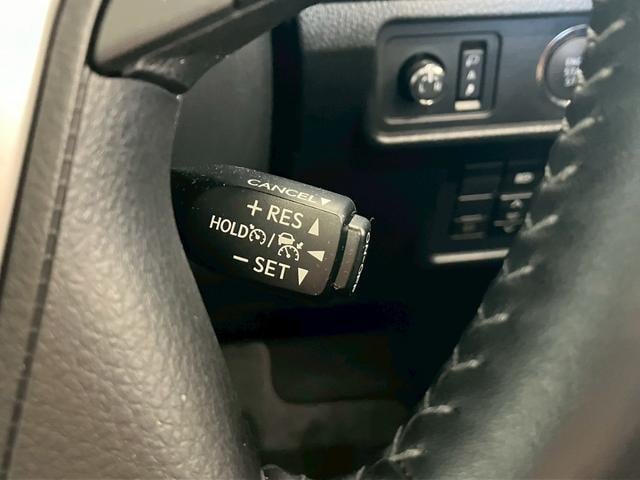 CANCEL▼
+ RES ▲
HOLD / ◀
− SET ▼